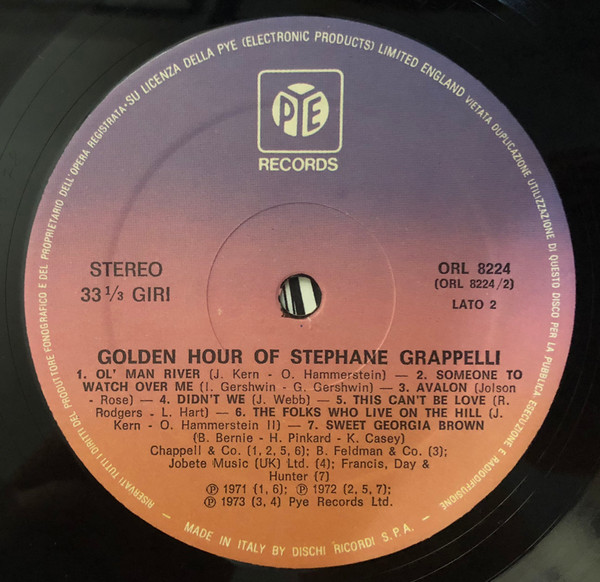 RISERVATI TUTTI I DIRITTI DEL PRODUTTORE FONOGRAFICO E DEL PROPRIETARIO DELL'OPERA REGISTRATA-SU LICENZA DELLA PYE (ELECTRONIC PRODUCTS) LIMITED ENGLAND VIETATA DUPLICAZIONE UTILIZZAZIONE DI QUESTO DISCO PER LA PUBBLICA ESECUZIONE E RADIODIFFUSIONE
PYE
RECORDS
STEREO
33 1/3 GIRI
ORL 8224
(ORL 8224/2)
LATO 2
GOLDEN HOUR OF STEPHANE GRAPPELLI
1. OL' MAN RIVER (J. Kern - O. Hammerstein) — 2. SOMEONE TO
WATCH OVER ME (I. Gershwin - G. Gershwin) — 3. AVALON (Jolson
- Rose) — 4. DIDN'T WE (J. Webb) — 5. THIS CAN'T BE LOVE (R.
Rodgers - L. Hart) — 6. THE FOLKS WHO LIVE ON THE HILL (J.
Kern - O. Hammerstein II) — 7. SWEET GEORGIA BROWN
(B. Bernie - H. Pinkard - K. Casey)
Chappell & Co. (1, 2, 5, 6); B. Feldman & Co. (3);
Jobete Music (UK) Ltd. (4); Francis, Day &
Hunter (7)
℗ 1971 (1, 6); ℗ 1972 (2, 5, 7);
℗ 1973 (3, 4) Pye Records Ltd.
MADE IN ITALY BY DISCHI RICORDI S.P.A. -